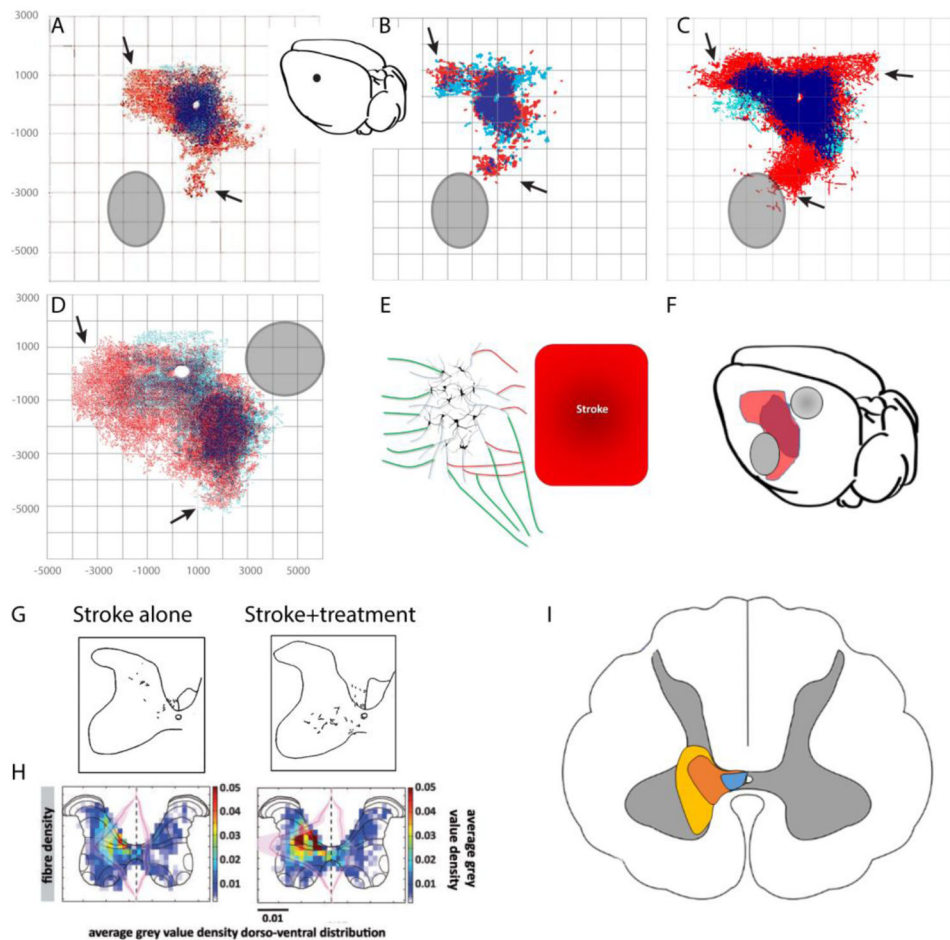 A
B
C
3000
1000
-1000
-3000
-5000
D
E
F
3000
1000
-1000
-3000
-5000
-5000 -3000 -1000 1000 3000 5000
Stroke
G Stroke alone Stroke+treatment I
H
fibre density
0.05
0.04
0.03
0.02
0.01
0.05
0.04
0.03
0.02
0.01
average grey
value density
0.01
average grey value density dorso-ventral distribution